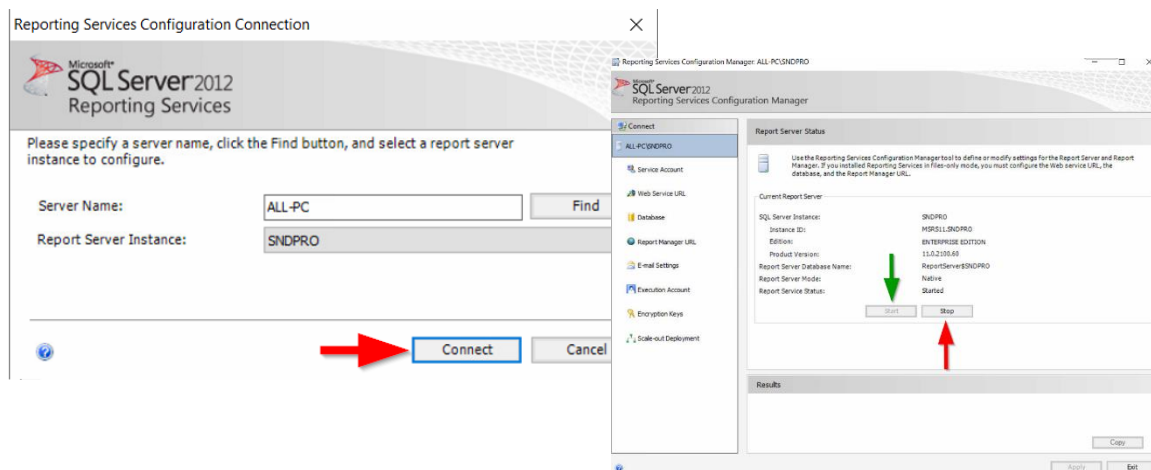 Reporting Services Configuration Connection
Microsoft®
SQL Server 2012
Reporting Services
Please specify a server name, click the Find button, and select a report server
instance to configure.
Server Name:
ALL-PC
Find
Report Server Instance:
SNDPRO
Connect
Cancel
Reporting Services Configuration Manager: ALL-PC\SNDPRO
Microsoft®
SQL Server 2012
Reporting Services Configuration Manager
Connect
ALL-PC\SNDPRO
Service Account
Web Service URL
Database
Report Manager URL
E-mail Settings
Execution Account
Encryption Keys
Scale-out Deployment
Report Server Status
Use the Reporting Services Configuration Manager tool to define or modify settings for the Report Server and Report
Manager. If you installed Reporting Services in files-only mode, you must configure the Web service URL, the
database, and the Report Manager URL.
Current Report Server
SQL Server Instance: SNDPRO
Instance ID: MSRS11.SNDPRO
Edition: ENTERPRISE EDITION
Product Version: 11.0.2100.60
Report Server Database Name: ReportServer$SNDPRO
Report Server Mode: Native
Report Service Status: Started
Start Stop
Results
Copy
Apply Exit